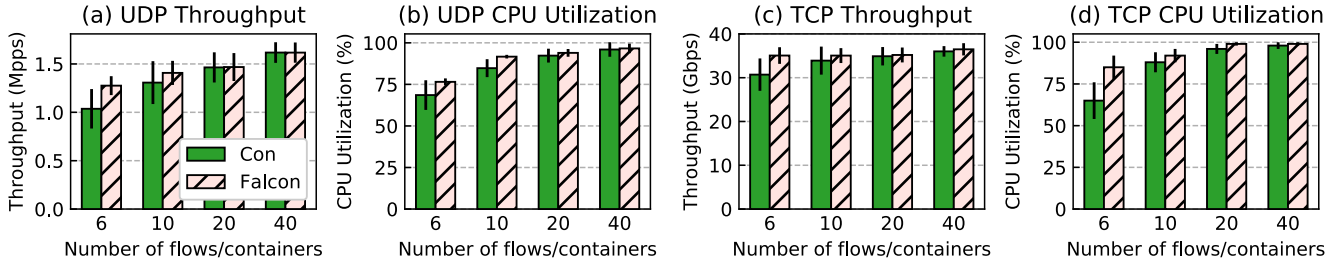 (a) UDP Throughput
Throughput (Mpps)
1.5
1.0
0.5
0.0
Con
Falcon
6 10 20 40
Number of flows/containers
(b) UDP CPU Utilization
CPU Utilization (%)
100
75
50
25
0
6 10 20 40
Number of flows/containers
(c) TCP Throughput
Throughput (Gbps)
40
30
20
10
0
6 10 20 40
Number of flows/containers
(d) TCP CPU Utilization
CPU Utilization (%)
100
75
50
25
0
6 10 20 40
Number of flows/containers